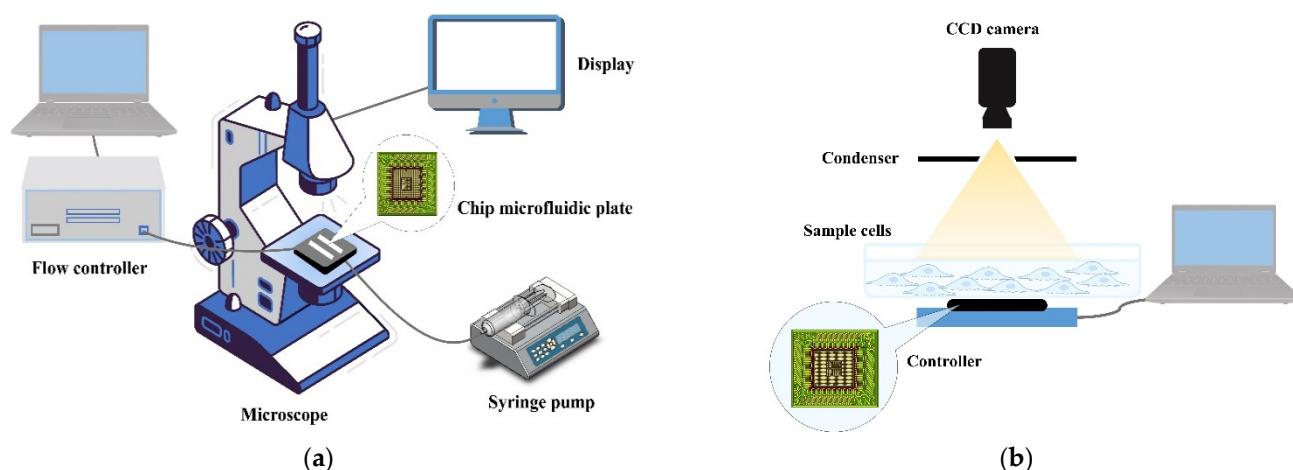 Display
Chip microfluidic plate
Flow controller
Microscope
Syringe pump
(a)
CCD camera
Condenser
Sample cells
Controller
(b)